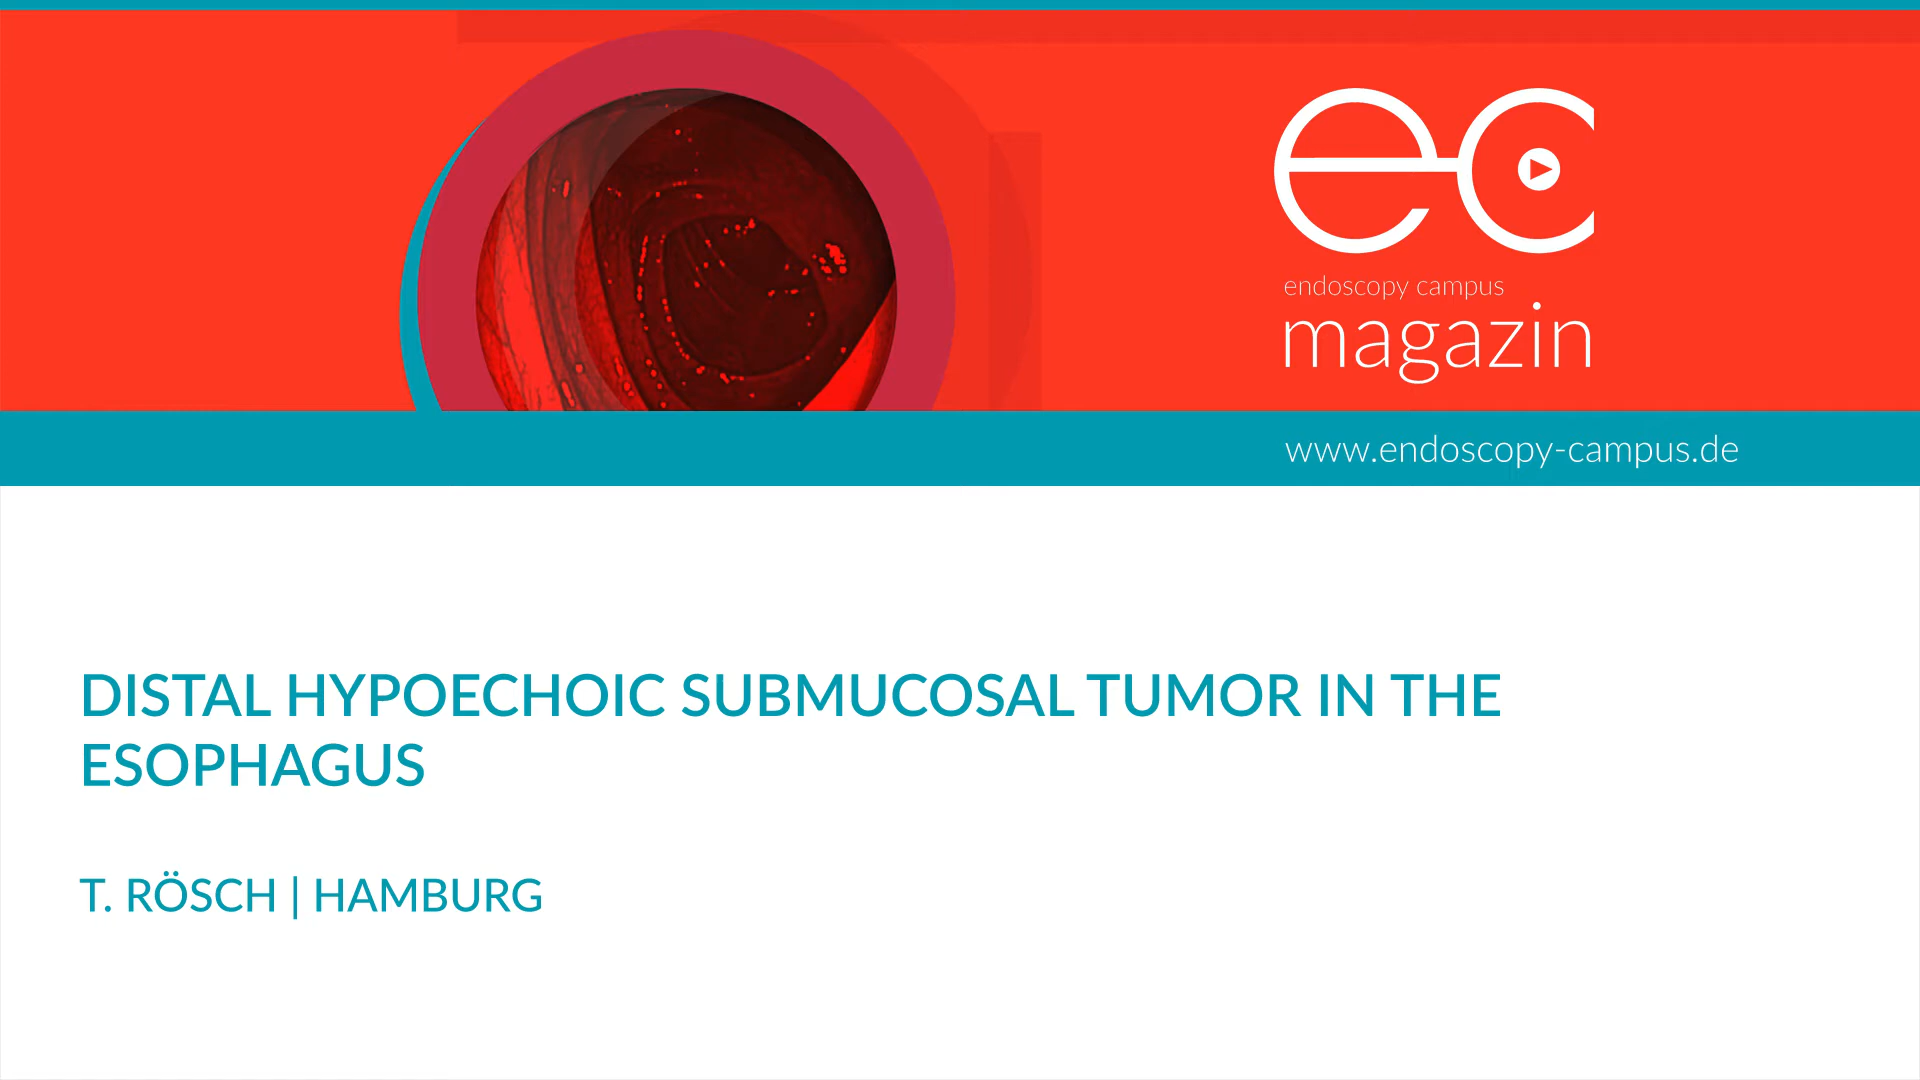 ec
endoscopy campus
magazin
www.endoscopy-campus.de
DISTAL HYPOECHOIC SUBMUCOSAL TUMOR IN THE
ESOPHAGUS
T. RÖSCH | HAMBURG